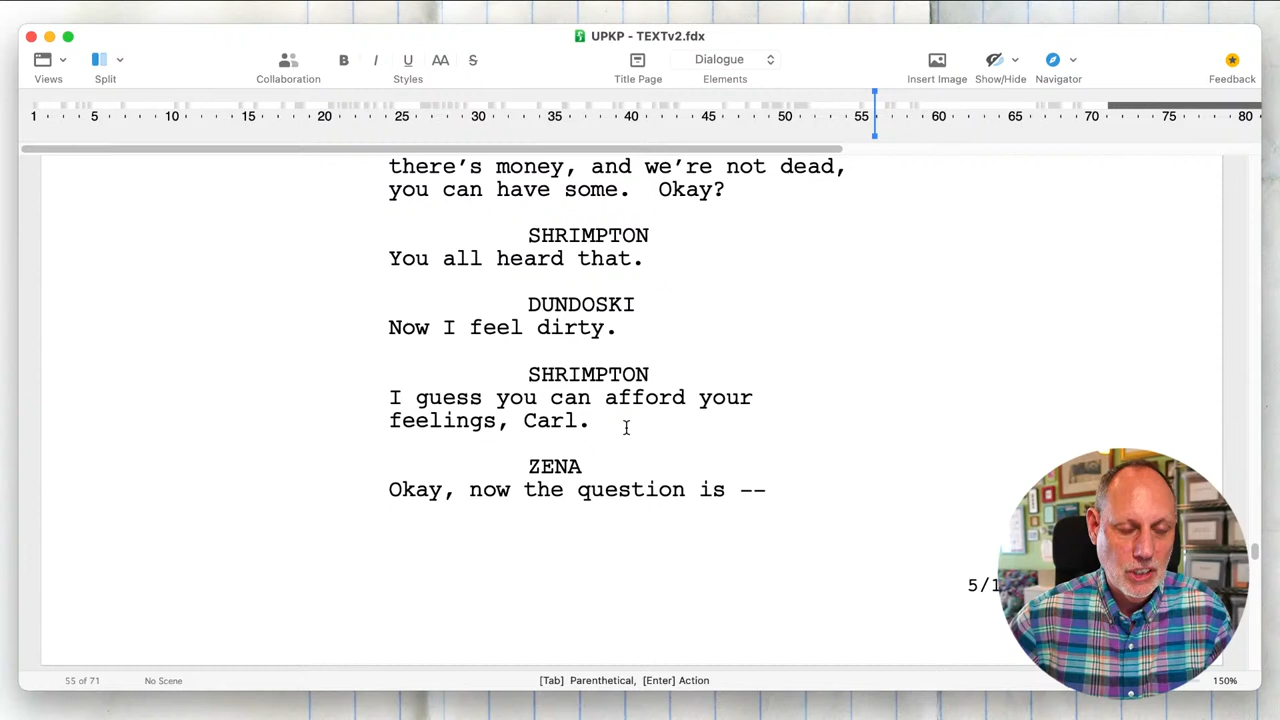 UPKP - TEXTv2.fdx
Views
Split
Collaboration
B I U AA S
Styles
Title Page
Dialogue
Elements
Insert Image
Show/Hide
Navigator
Feedback
1 5 10 15 20 25 30 35 40 45 50 55 60 65 70 75 80
there's money, and we're not dead,
you can have some.  Okay?
SHRIMPTON
You all heard that.
DUNDOSKI
Now I feel dirty.
SHRIMPTON
I guess you can afford your
feelings, Carl.
ZENA
Okay, now the question is --
5/1
55 of 71
No Scene
[Tab]  Parenthetical,  [Enter] Action
150%